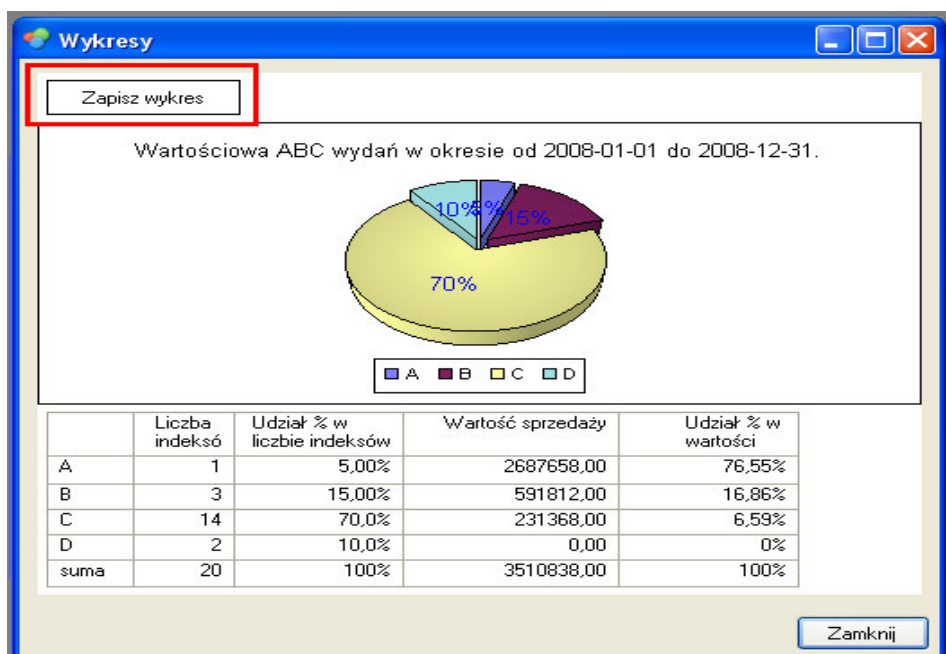 Wykresy
Zapisz wykres
Wartościowa ABC wydań w okresie od 2008-01-01 do 2008-12-31.
10% 5% 15%
70%
A B C D
Liczba indeksó Udział % w liczbie indeksów Wartość sprzedaży Udział % w wartości
A 1 5,00% 2687658,00 76,55%
B 3 15,00% 591812,00 16,86%
C 14 70,0% 231368,00 6,59%
D 2 10,0% 0,00 0%
suma 20 100% 3510838,00 100%
Zamknij